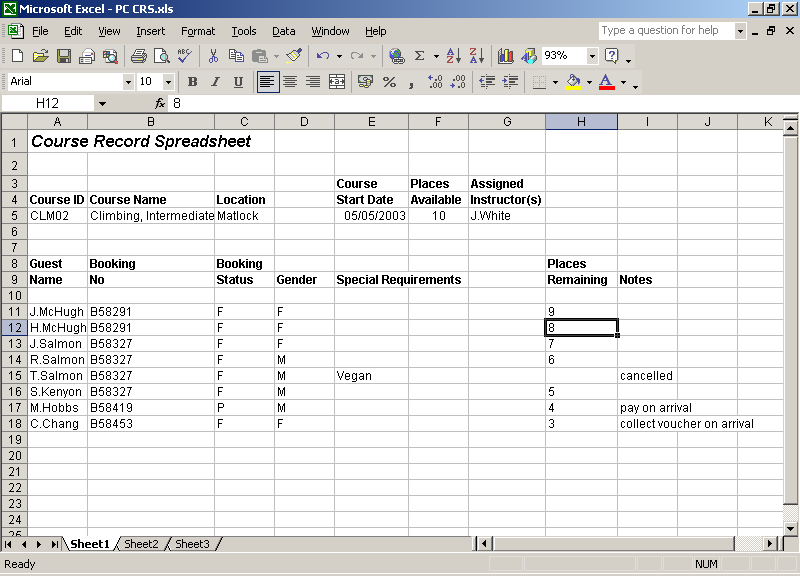 Microsoft Excel - PC CRS.xls
File Edit View Insert Format Tools Data Window Help Type a question for help
93%
Arial 10 B I U
H12 fx 8
A B C D E F G H I J K
1 Course Record Spreadsheet
2
3 Course Places Assigned
4 Course ID Course Name Location Start Date Available Instructor(s)
5 CLM02 Climbing, Intermediate Matlock 05/05/2003 10 J.White
6
7
8 Guest Booking Booking Places
9 Name No Status Gender Special Requirements Remaining Notes
10
11 J.McHugh B58291 F F 9
12 H.McHugh B58291 F F 8
13 J.Salmon B58327 F F 7
14 R.Salmon B58327 F M 6
15 T.Salmon B58327 F M Vegan cancelled
16 S.Kenyon B58327 F M 5
17 M.Hobbs B58419 P M 4 pay on arrival
18 C.Chang B58453 F F 3 collect voucher on arrival
19
20
21
22
23
24
25
Sheet1 Sheet2 Sheet3
Ready NUM